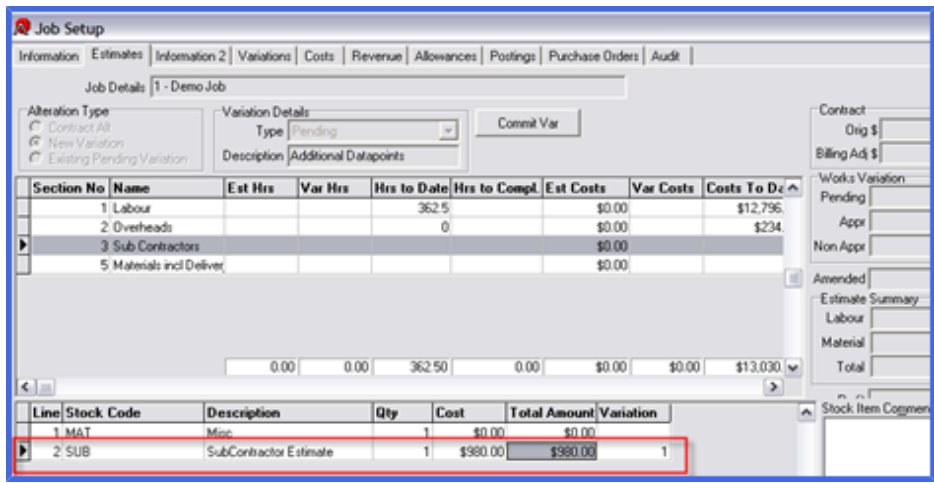 Job Setup
Information Estimates Information 2 Variations Costs Revenue Allowances Postings Purchase Orders Audit
Job Details 1 - Demo Job
Alteration Type Variation Details Contract
Contract Alt Type Pending Commit Var Orig $
New Variation Billing Adj $
Existing Pending Variation Description Additional Datapoints
Works Variation
Section No Name Est Hrs Var Hrs Hrs to Date Hrs to Compl. Est Costs Var Costs Costs To Da
Pending
1 Labour 362.5 $0.00 $12,796.
2 Overheads 0 $0.00 $234. Appr
3 Sub Contractors $0.00 Non Appr
5 Materials incl Deliver $0.00
Amended
Estimate Summary
Labour
Material
0.00 0.00 362.50 0.00 $0.00 $0.00 $13,030. Total
Line Stock Code Description Qty Cost Total Amount Variation Stock Item Commen
1 MAT Misc 1 $0.00 $0.00
2 SUB SubContractor Estimate 1 $980.00 $980.00 1